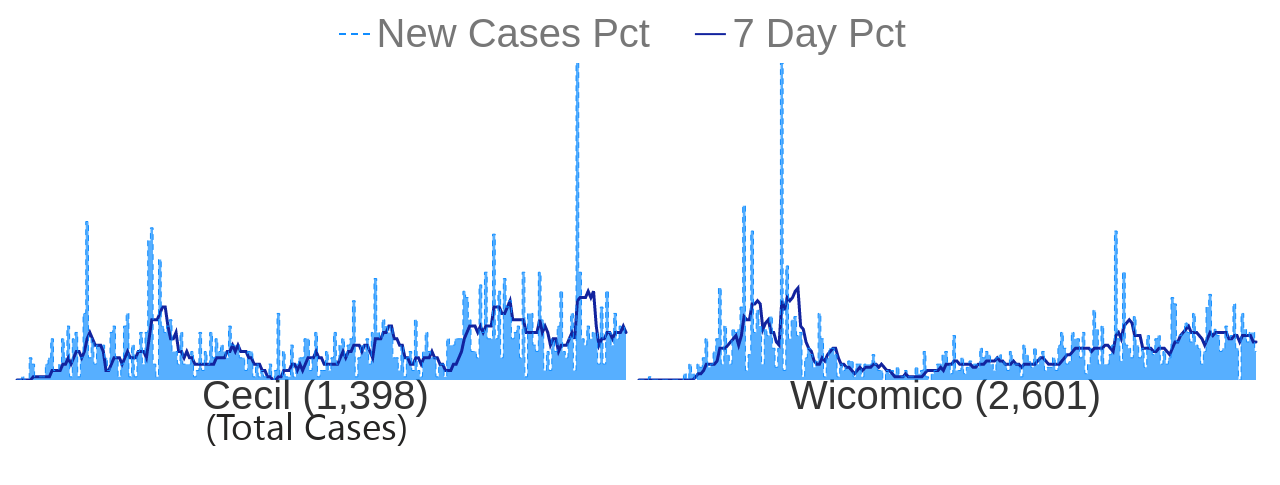 New Cases Pct 7 Day Pct
Cecil (1,398) Wicomico (2,601)
(Total Cases)